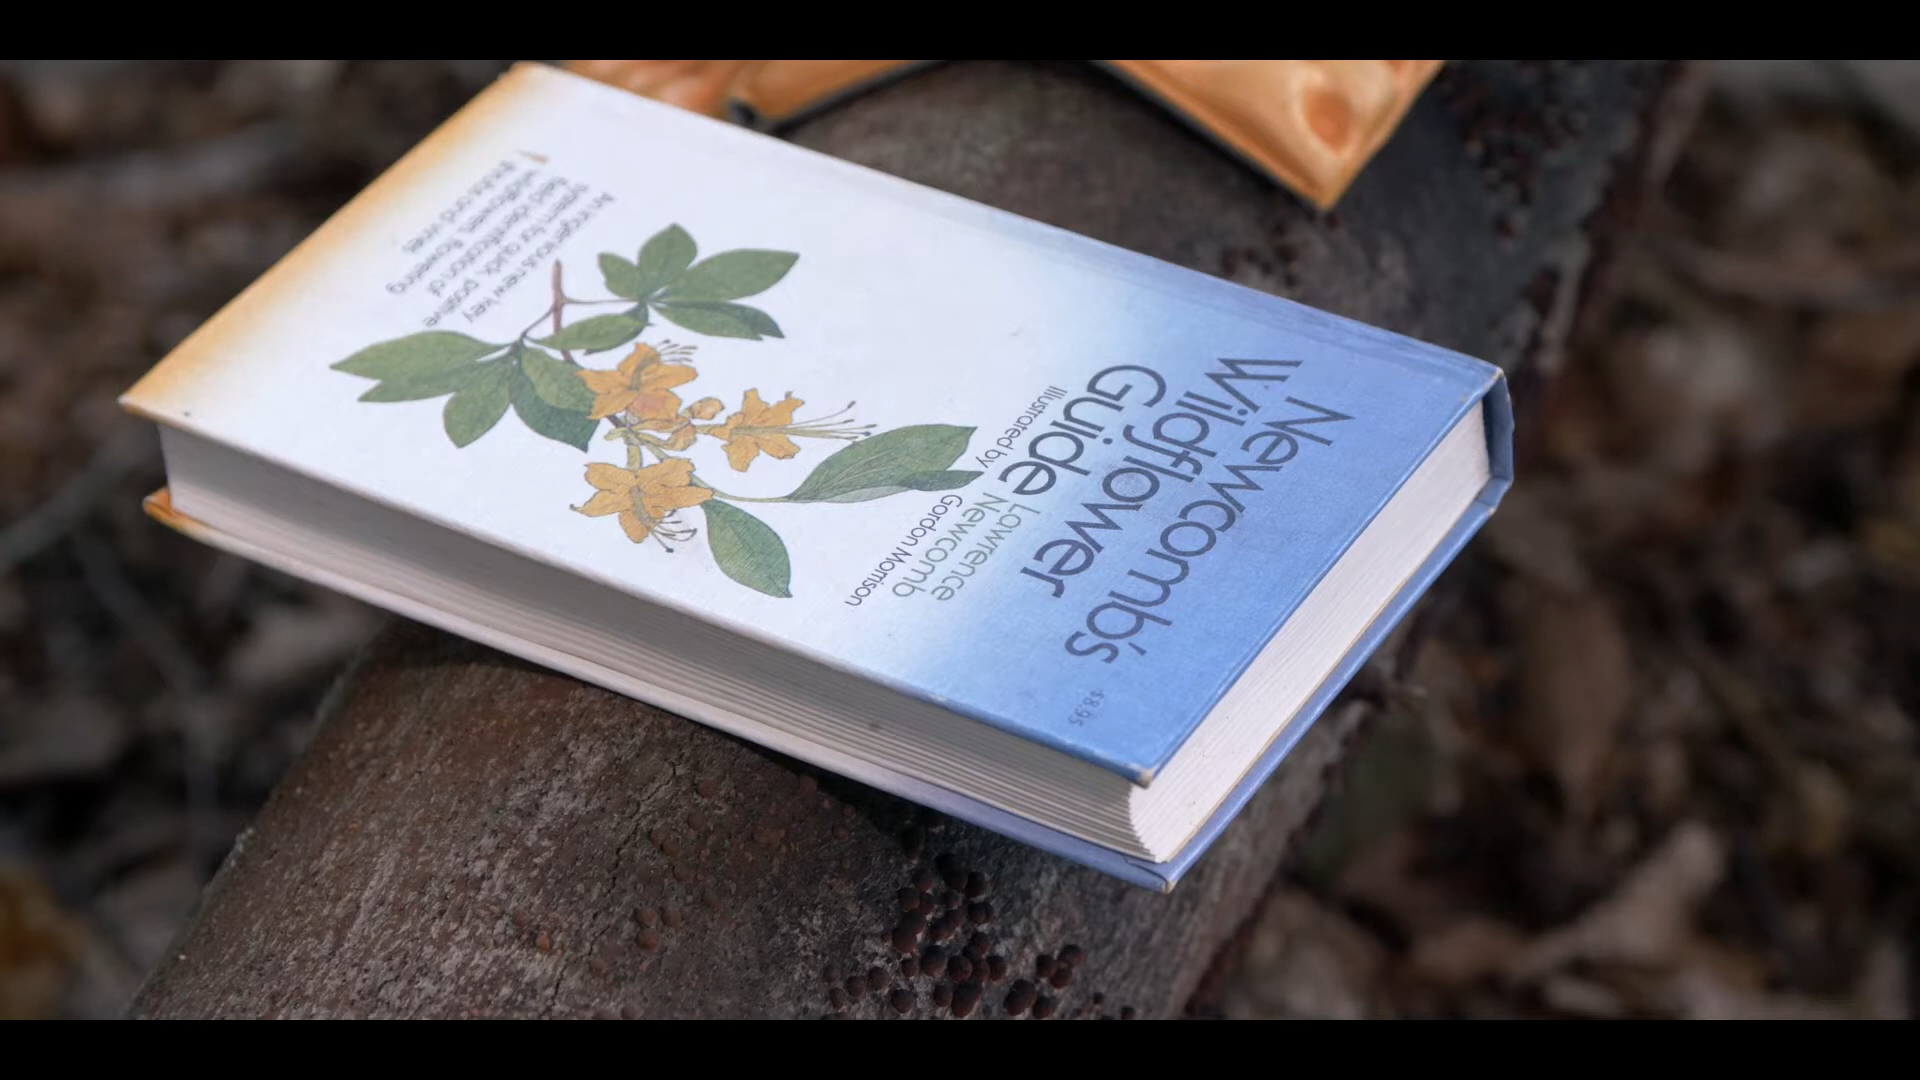 $8.95
Newcomb's
Wildflower
Guide
Lawrence
Newcomb
Illustrated by
Gordon Morrison
An ingenious new key
system for quick, positive
field identification of
wildflowers, flowering
shrubs and vines